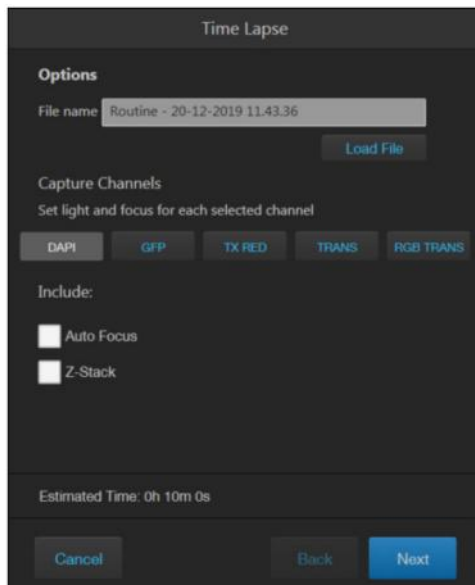 Time Lapse
Options
File name Routine - 20-12-2019 11.43.36
Load File
Capture Channels
Set light and focus for each selected channel
DAPI GFP TX RED TRANS RGB TRANS
Include:
Auto Focus
Z-Stack
Estimated Time: 0h 10m 0s
Cancel Back Next